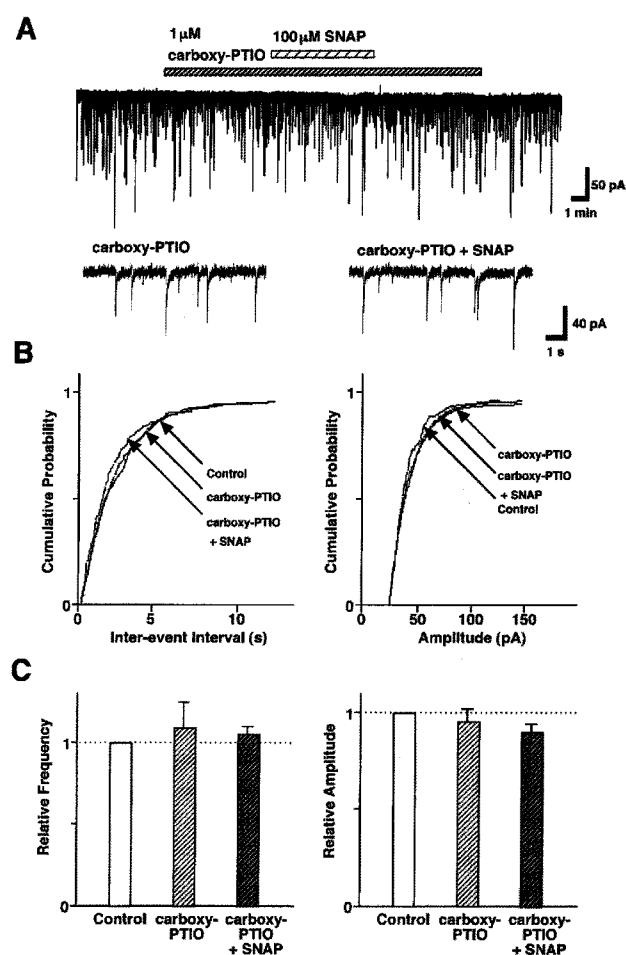 A
1 μM
carboxy-PTIO
100 μM SNAP
50 pA
1 min
carboxy-PTIO
carboxy-PTIO + SNAP
40 pA
1 s
B
Cumulative Probability
1
0
0
5
10
Inter-event Interval (s)
Control
carboxy-PTIO
carboxy-PTIO
+ SNAP
Cumulative Probability
1
0
0
50
100
150
Amplitude (pA)
carboxy-PTIO
carboxy-PTIO
+ SNAP
Control
C
Relative Frequency
1
0
Control
carboxy-
PTIO
carboxy-
PTIO
+ SNAP
Relative Amplitude
1
0
Control
carboxy-
PTIO
carboxy-
PTIO
+ SNAP